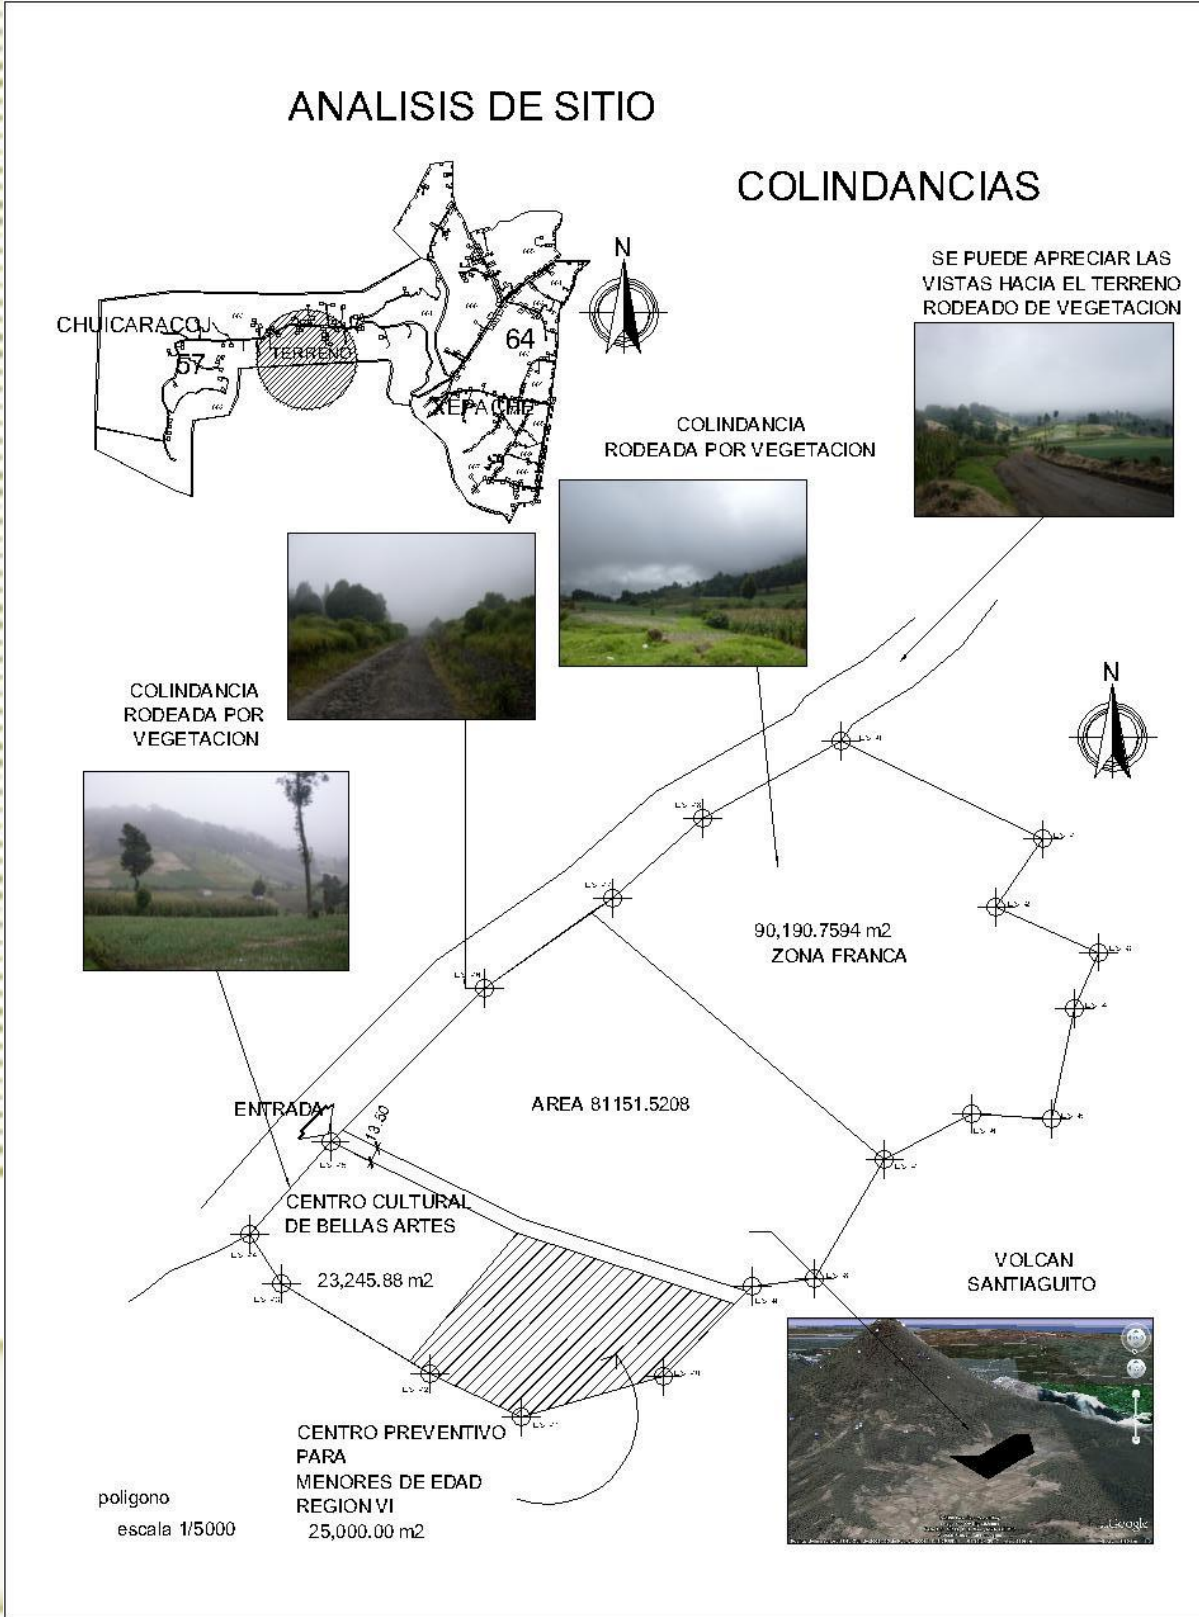 ANALISIS DE SITIO
COLINDANCIAS
N
SE PUEDE APRECIAR LAS
VISTAS HACIA EL TERRENO
RODEADO DE VEGETACION
CHUICARACOJ
TERRENO
57
64
XEPACHE
COLINDANCIA
RODEADA POR VEGETACION
COLINDANCIA
RODEADA POR
VEGETACION
N
90,190.7594 m2
ZONA FRANCA
AREA 81151.5208
ENTRADA
13.50
CENTRO CULTURAL
DE BELLAS ARTES
23,245.88 m2
VOLCAN
SANTIAGUITO
CENTRO PREVENTIVO
PARA
MENORES DE EDAD
REGION VI
25,000.00 m2
poligono
escala 1/5000
Google